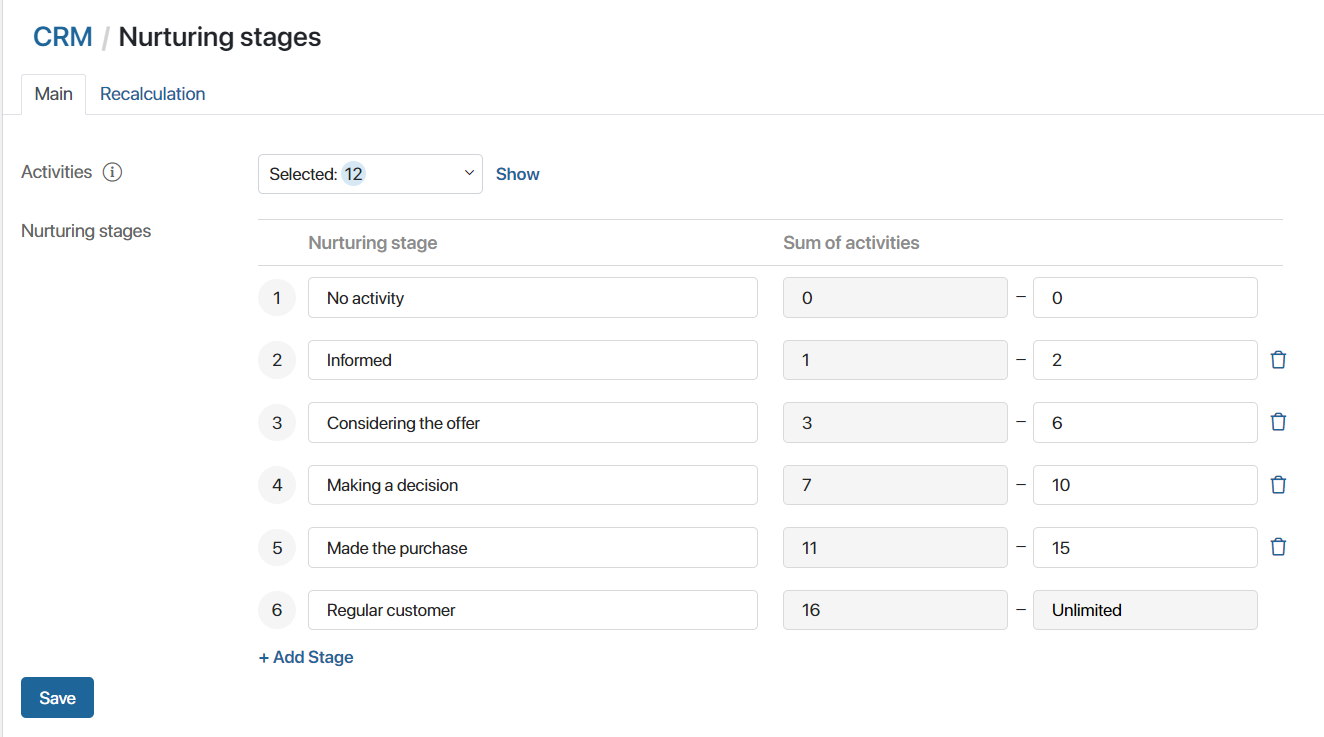 CRM / Nurturing stages
Main Recalculation
Activities i Selected: 12 Show
Nurturing stages
Nurturing stage Sum of activities
1 No activity 0 – 0
2 Informed 1 – 2
3 Considering the offer 3 – 6
4 Making a decision 7 – 10
5 Made the purchase 11 – 15
6 Regular customer 16 – Unlimited
+ Add Stage
Save